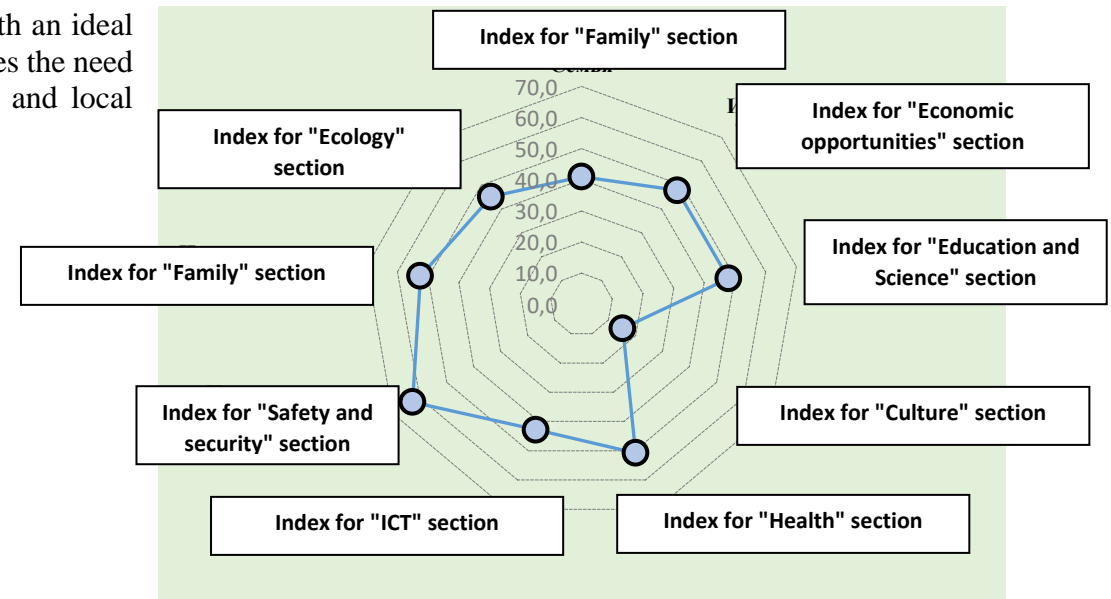 th an ideal
es the need
and local
Index for "Family" section
70,0
60,0
50,0
40,0
30,0
20,0
10,0
0,0
Index for "Economic
opportunities" section
Index for "Ecology"
section
Index for "Education and
Science" section
Index for "Family" section
Index for "Safety and
security" section
Index for "Culture" section
Index for "ICT" section
Index for "Health" section